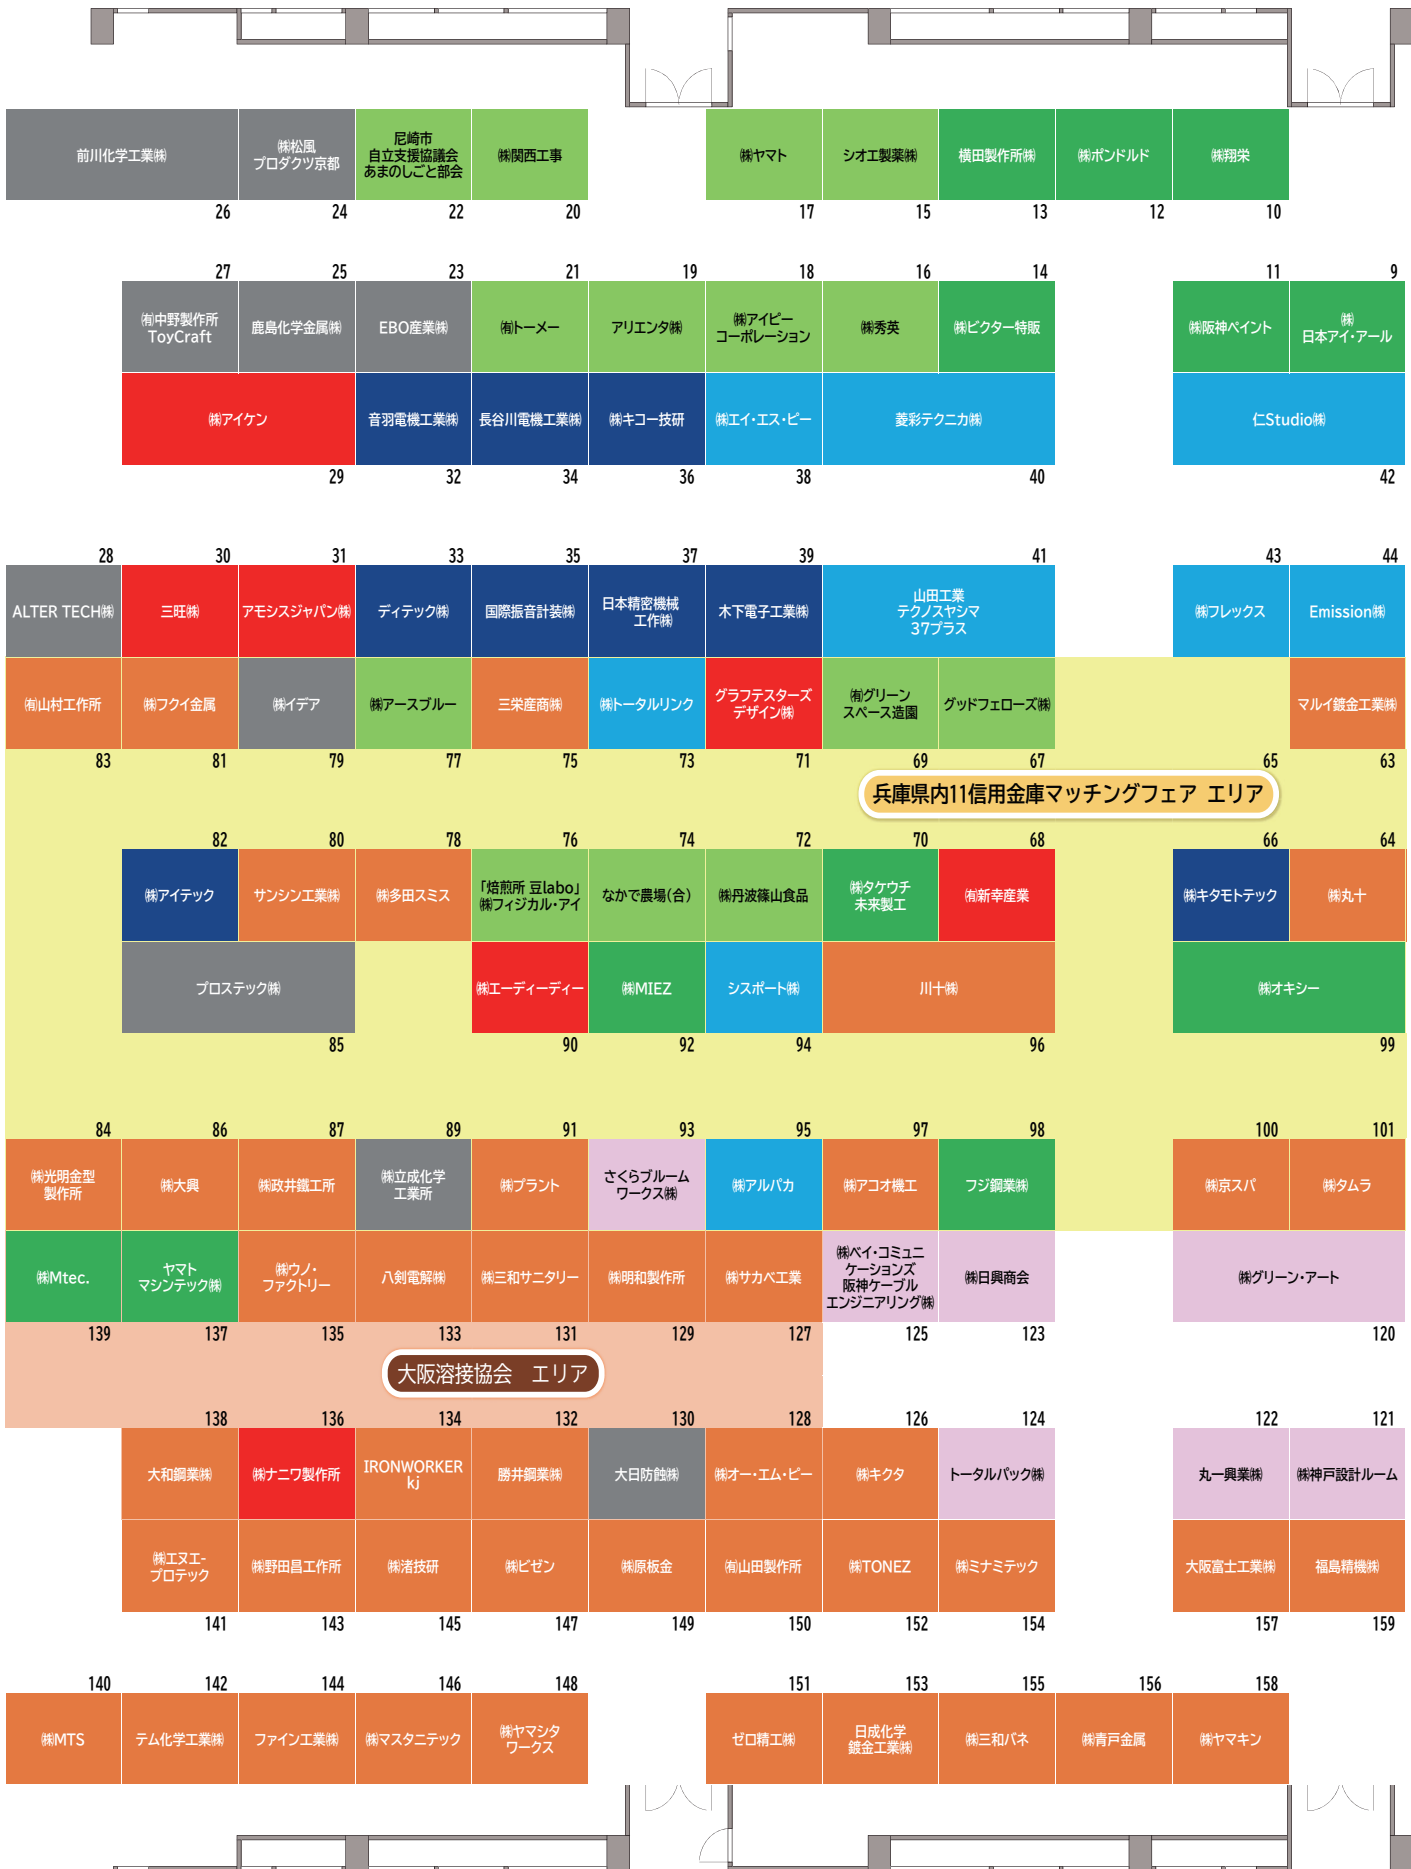 前川化学工業㈱
㈱松風
プロダクツ京都
尼崎市
自立支援協議会
あまのしごと部会
㈱関西工事
㈱ヤマト
シオエ製薬㈱
横田製作所㈱
㈱ポンドルド
㈱翔栄
26 24 22 20 17 15 13 12 10
27 25 23 21 19 18 16 14 11 9
㈲中野製作所
ToyCraft
鹿島化学金属㈱
EBO産業㈱
㈲トーメー
アリエンタ㈱
㈱アイピー
コーポレーション
㈱秀英
㈱ビクター特販
㈱阪神ペイント
㈱
日本アイ・アール
㈱アイケン
音羽電機工業㈱
長谷川電機工業㈱
㈱キコー技研
㈱エイ・エス・ピー
菱彩テクニカ㈱
仁Studio㈱
29 32 34 36 38 40 42
28 30 31 33 35 37 39 41 43 44
ALTER TECH㈱
三旺㈱
アモシスジャパン㈱
ディテック㈱
国際振音計装㈱
日本精密機械
工作㈱
木下電子工業㈱
山田工業
テクノスヤシマ
37プラス
㈱フレックス
Emission㈱
㈲山村工作所
㈱フクイ金属
㈱イデア
㈱アースブルー
三栄産商㈱
㈱トータルリンク
グラフテスターズ
デザイン㈱
㈲グリーン
スペース造園
グッドフェローズ㈱
マルイ鍍金工業㈱
83 81 79 77 75 73 71 69 67 65 63
兵庫県内11信用金庫マッチングフェア エリア
82 80 78 76 74 72 70 68 66 64
㈱アイテック
サンシン工業㈱
㈱多田スミス
「焙煎所 豆labo」
㈱フィジカル・アイ
なかで農場(合)
㈱丹波篠山食品
㈱タケウチ
未来製工
㈲新幸産業
㈱キタモトテック
㈱丸十
プロステック㈱
㈱エーディーディー
㈱MIEZ
シスポート㈱
川十㈱
㈱オキシー
85 90 92 94 96 99
84 86 87 89 91 93 95 97 98 100 101
㈱光明金型
製作所
㈱大興
㈱政井鐵工所
㈱立成化学
工業所
㈱プラント
さくらブルーム
ワークス㈱
㈱アルパカ
㈱アコオ機工
フジ鋼業㈱
㈱京スパ
㈱タムラ
㈱Mtec.
ヤマト
マシンテック㈱
㈱ウノ・
ファクトリー
八剣電解㈱
㈱三和サニタリー
㈱明和製作所
㈱サカベ工業
㈱ベイ・コミュニ
ケーションズ
阪神ケーブル
エンジニアリング㈱
㈱日興商会
㈱グリーン・アート
139 137 135 133 131 129 127 125 123 120
大阪溶接協会 エリア
138 136 134 132 130 128 126 124 122 121
大和鋼業㈱
㈱ナニワ製作所
IRONWORKER
kj
勝井鋼業㈱
大日防蝕㈱
㈱オー・エム・ピー
㈱キクタ
トータルパック㈱
丸一興業㈱
㈱神戸設計ルーム
㈱エヌエ-
プロテック
㈱野田昌工作所
㈱渚技研
㈱ビゼン
㈱原板金
㈲山田製作所
㈱TONEZ
㈱ミナミテック
大阪富士工業㈱
福島精機㈱
141 143 145 147 149 150 152 154 157 159
140 142 144 146 148 151 153 155 156 158
㈱MTS
テム化学工業㈱
ファイン工業㈱
㈱マスタニテック
㈱ヤマシタ
ワークス
ゼロ精工㈱
日成化学
鍍金工業㈱
㈱三和バネ
㈱青戸金属
㈱ヤマキン